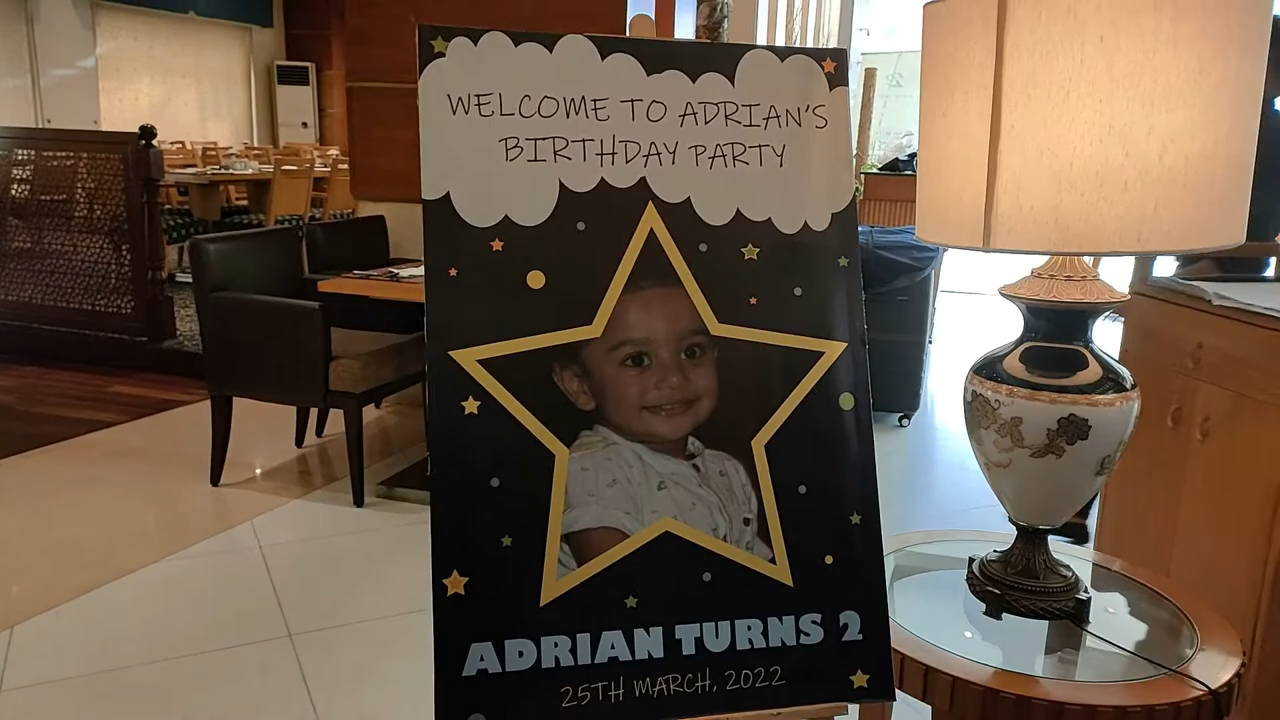 WELCOME TO ADRIAN'S
BIRTHDAY PARTY
ADRIAN TURNS 2
25TH MARCH, 2022